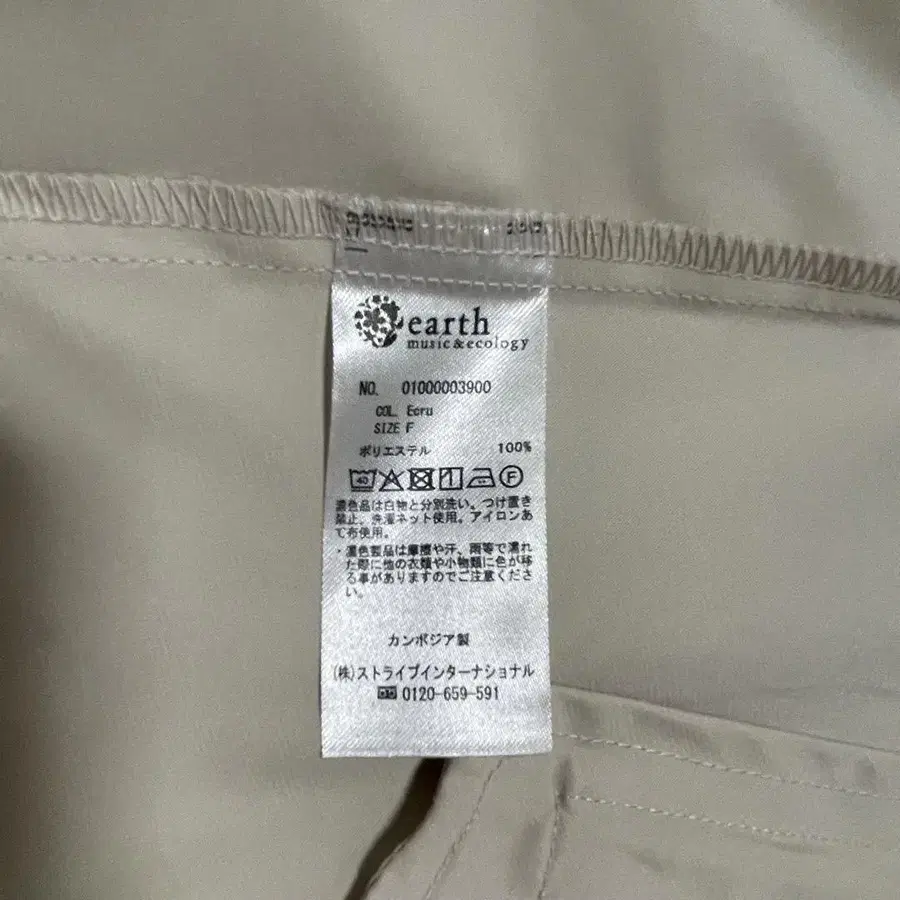 earth
music&ecology
NO. 01000003900
COL. Ecru
SIZE F
ポリエステル 100%
40 F
濃色品は白物と分別洗い。つけ置き
禁止。洗濯ネット使用。アイロンあ
て布使用。
・濃色製品は摩擦や汗、雨等で濡れ
た際に他の衣類や小物類に色が移
る事がありますのでご注意くださ
い。
カンボジア製
(株)ストライプインターナショナル
0120-659-591